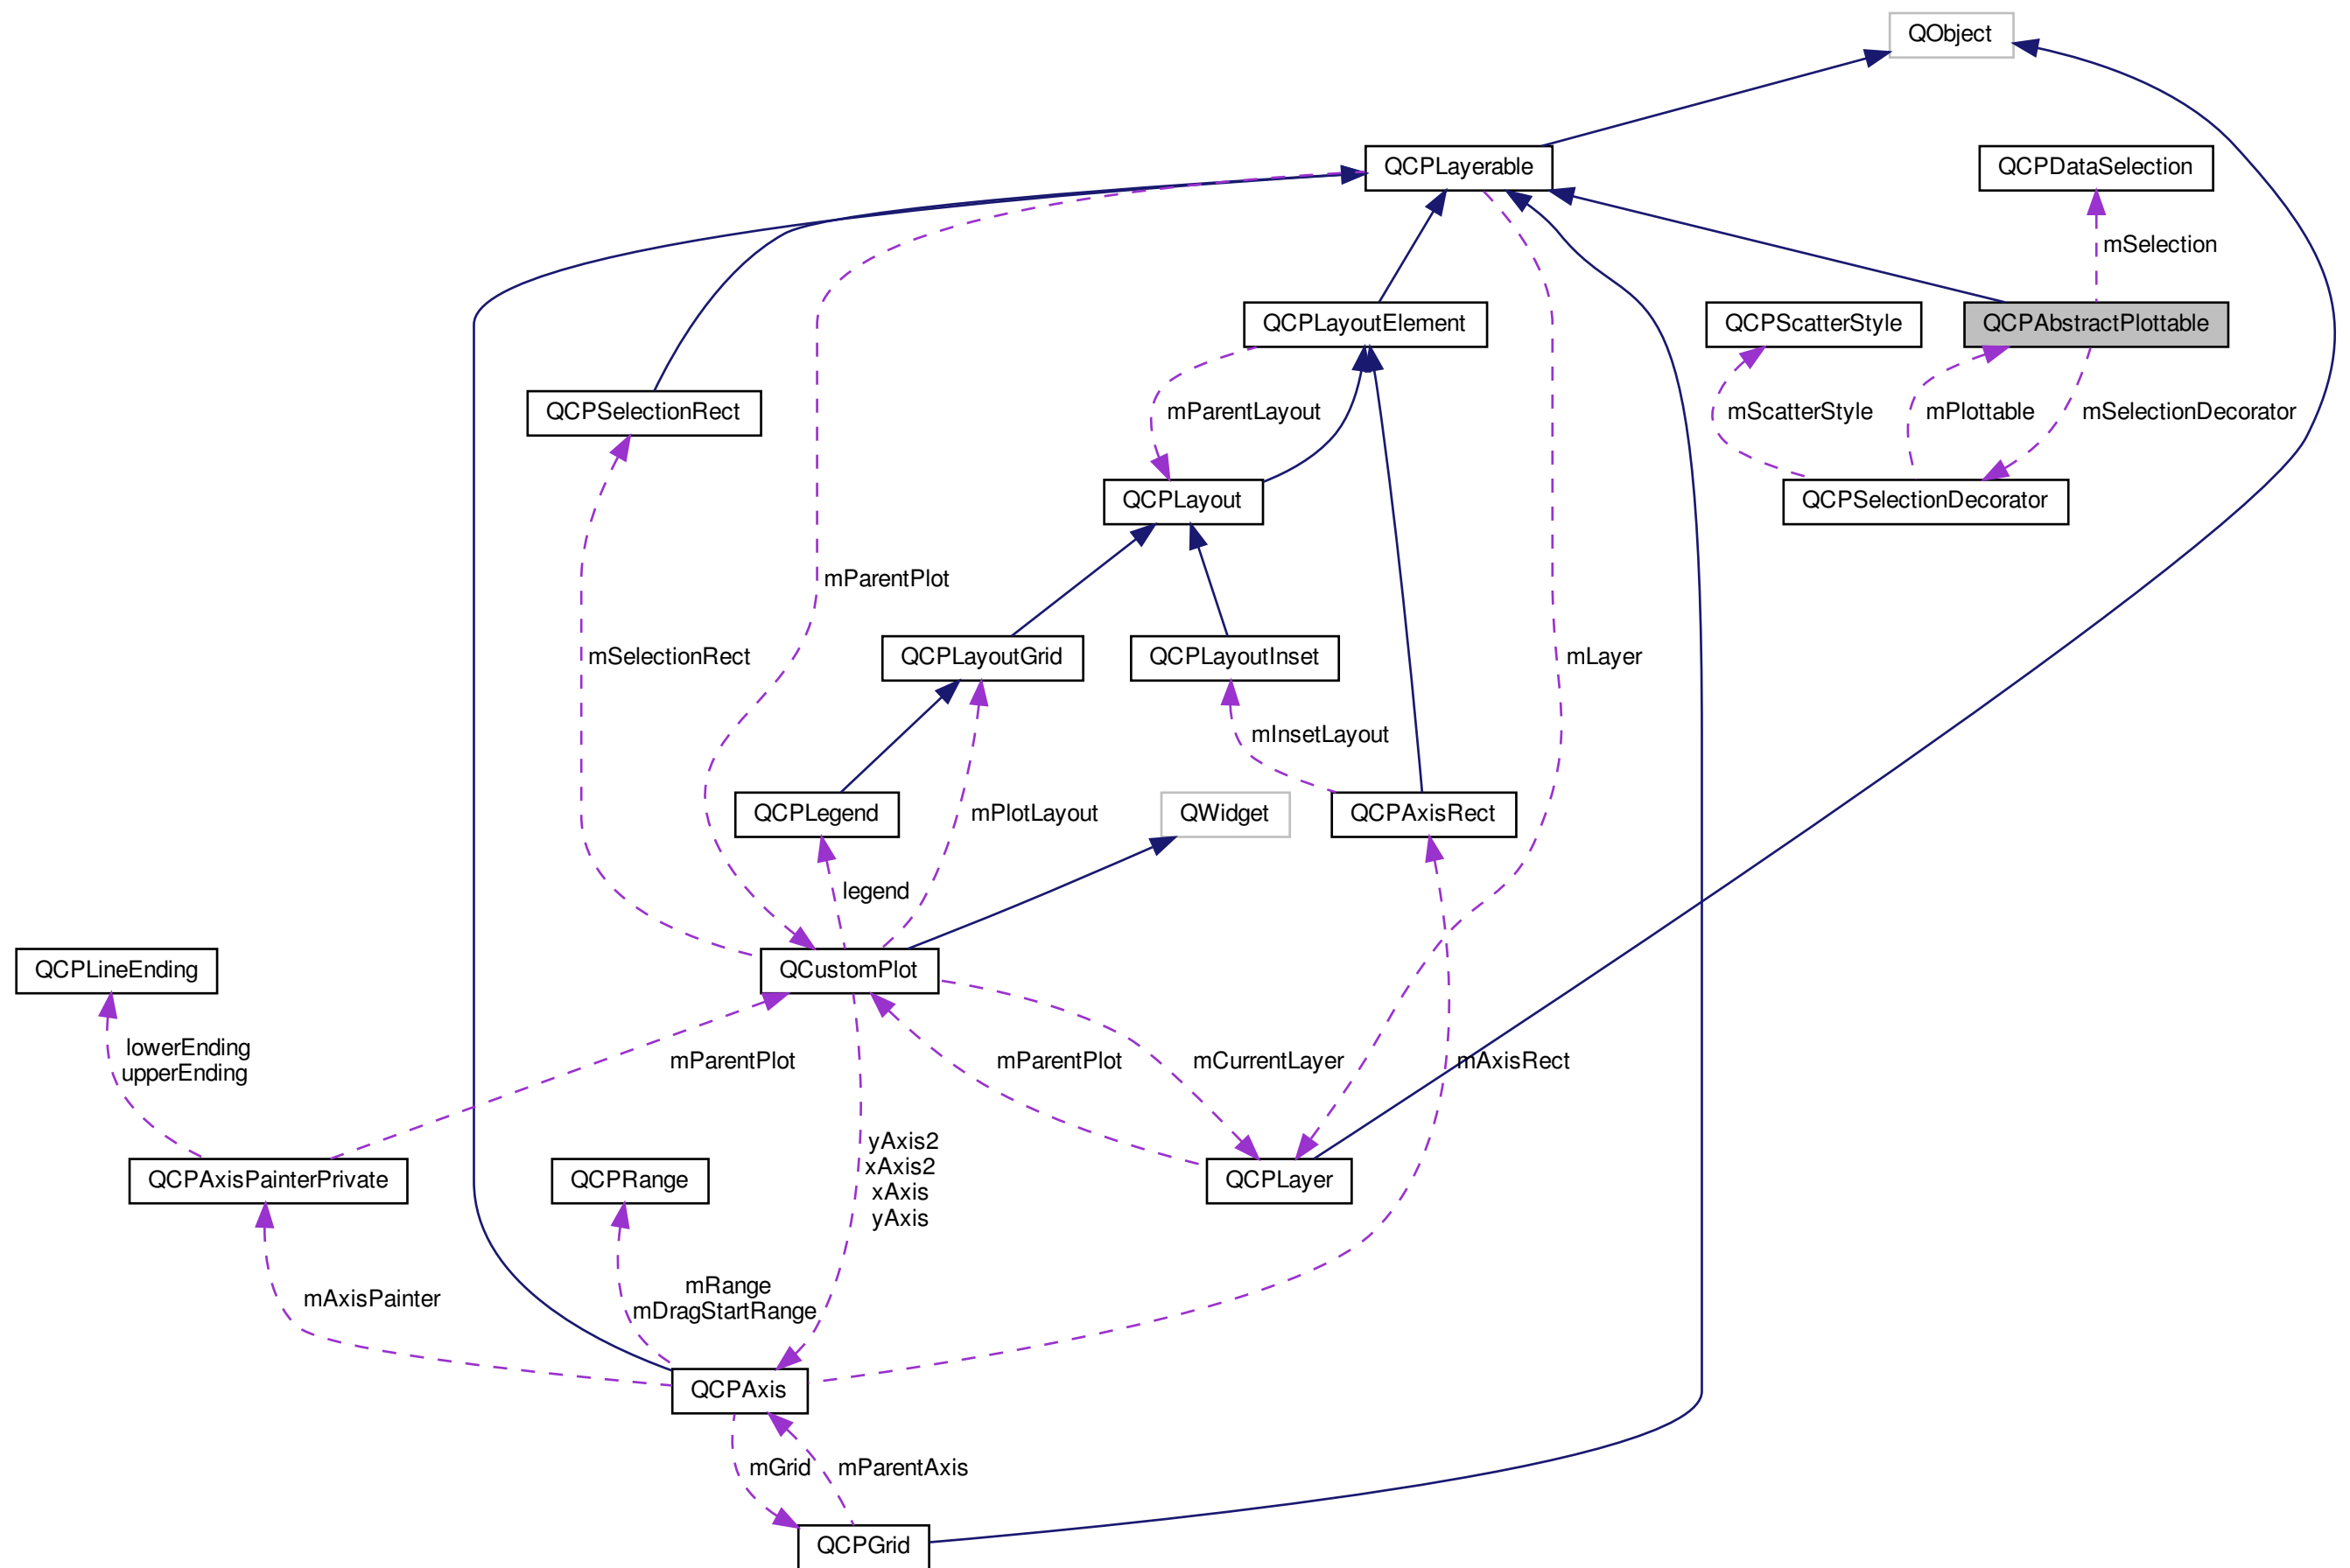 QObject
QCPLayerable
QCPDataSelection
mSelection
QCPLayoutElement
QCPScatterStyle
QCPAbstractPlottable
QCPSelectionRect
mParentLayout
mScatterStyle
mPlottable
mSelectionDecorator
QCPLayout
QCPSelectionDecorator
mParentPlot
mSelectionRect
QCPLayoutGrid
QCPLayoutInset
mLayer
mInsetLayout
QCPLegend
mPlotLayout
QWidget
QCPAxisRect
legend
QCPLineEnding
QCustomPlot
lowerEnding
upperEnding
mParentPlot
mParentPlot
mCurrentLayer
mAxisRect
yAxis2
xAxis2
xAxis
yAxis
QCPAxisPainterPrivate
QCPRange
QCPLayer
mAxisPainter
mRange
mDragStartRange
QCPAxis
mGrid
mParentAxis
QCPGrid